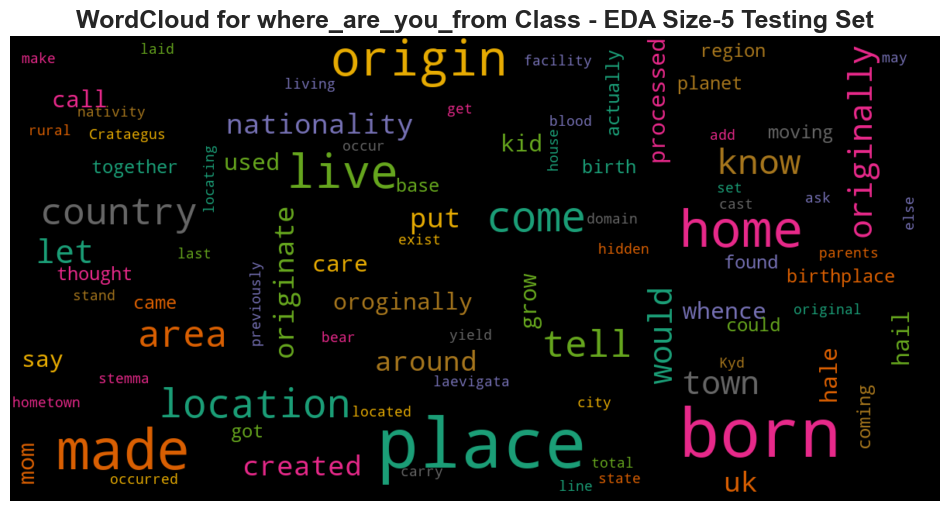 WordCloud for where_are_you_from Class - EDA Size-5 Testing Set
make
laid
origin
facility
region
may
living
call
nativity
get
actually
processed
planet
originally
rural
Crataegus
nationality
blood
add
moving
occur
kid
house
know
together
locating
used
live
base
birth
set
cast
ask
else
country
put
come
domain
home
let
last
exist
hidden
parents
thought
originate
care
found
birthplace
stand
came
previously
oroginally
grow
would
whence
original
area
bear
yield
tell
could
hail
say
around
Kyd
hale
stemma
laevigata
town
hometown
location
located
city
coming
got
place
born
made
mom
created
carry
total
occurred
line
state
uk